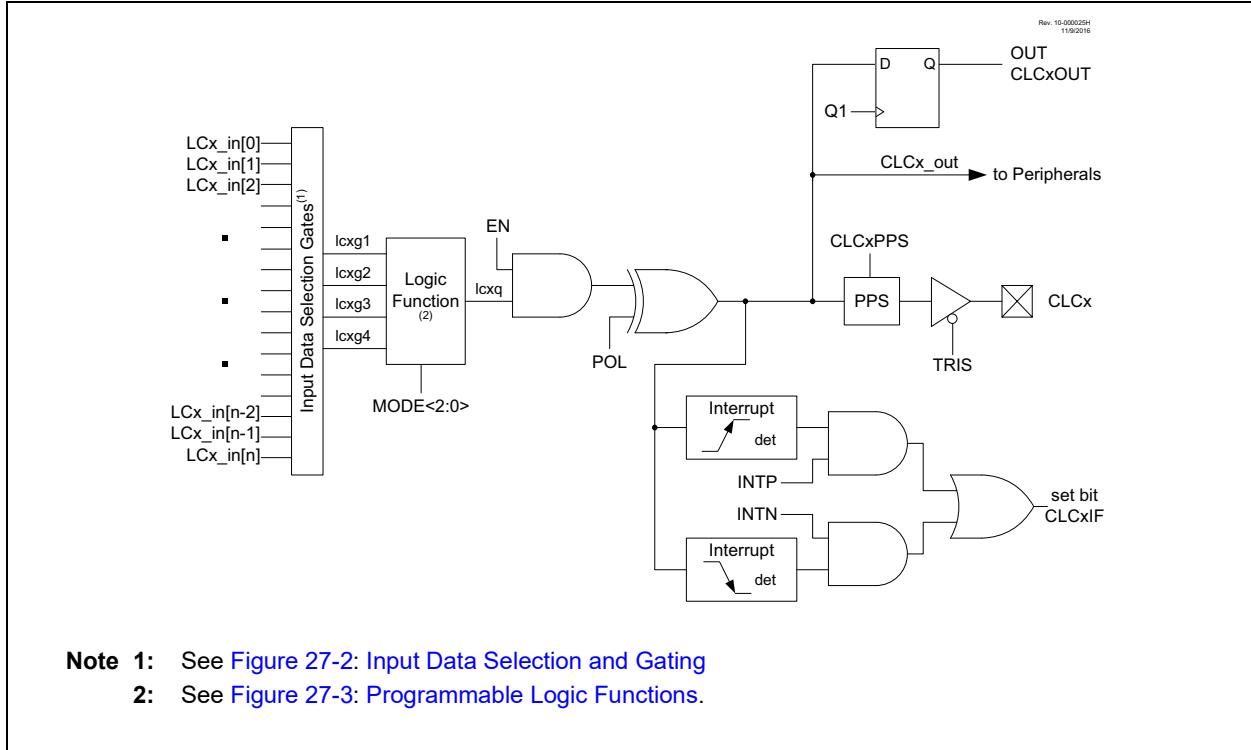 Rev. 10-000025H
11/9/2016
OUT
CLCxOUT
D Q
Q1
LCx_in[0]
LCx_in[1]
LCx_in[2]
CLCx_out
to Peripherals
Input Data Selection Gates(1)
EN
CLCxPPS
lcxg1
lcxg2
lcxg3
lcxg4
Logic
Function
(2)
lcxq
PPS
CLCx
POL
TRIS
MODE<2:0>
LCx_in[n-2]
LCx_in[n-1]
LCx_in[n]
Interrupt
det
INTP
INTN
set bit
CLCxIF
Interrupt
det
Note 1: See Figure 27-2: Input Data Selection and Gating
2: See Figure 27-3: Programmable Logic Functions.